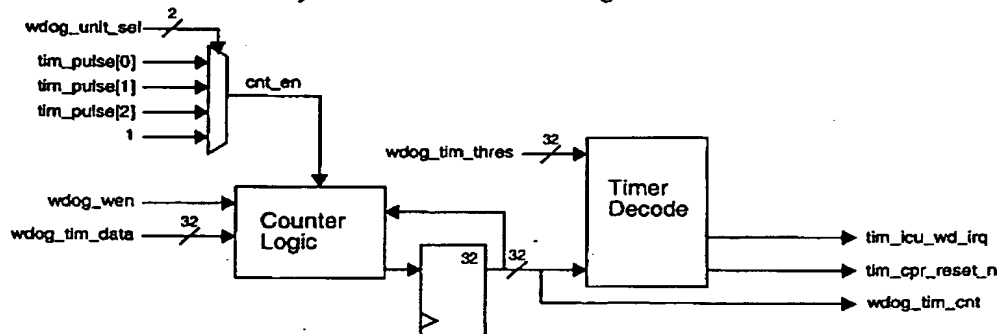 wdog_unit_sel
2
tim_pulse[0]
tim_pulse[1]
tim_pulse[2]
1
cnt_en
wdog_tim_thres
32
Timer
Decode
wdog_wen
wdog_tim_data
32
Counter
Logic
32
32
tim_icu_wd_irq
tim_cpr_reset_n
wdog_tim_cnt